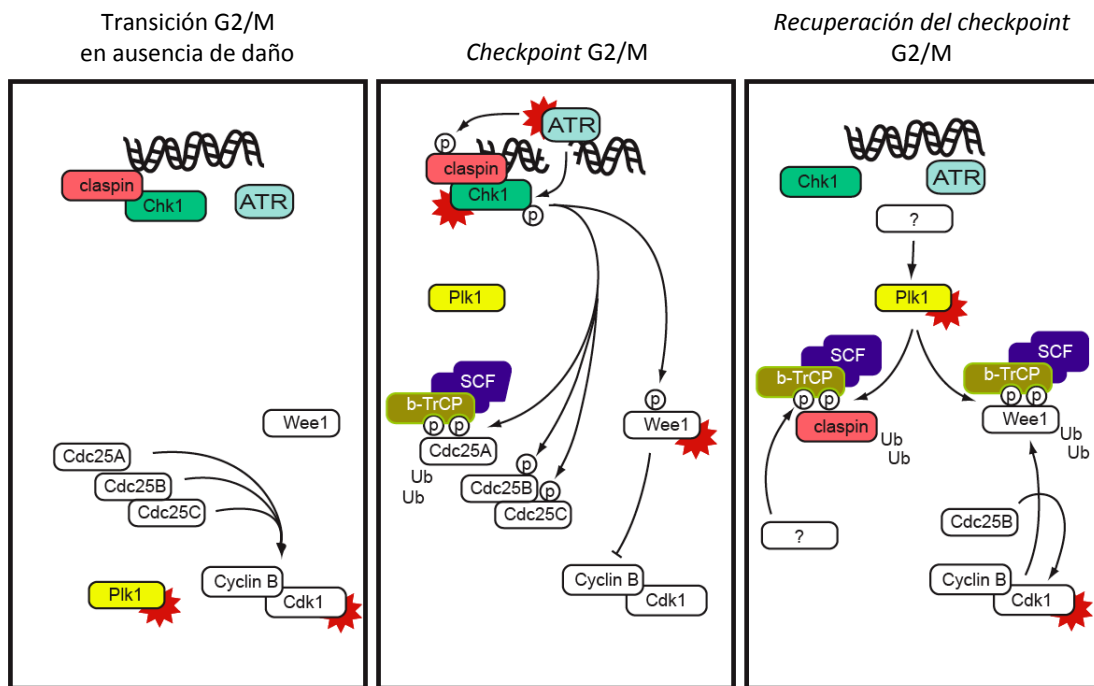 Transición G2/M
en ausencia de daño
Checkpoint G2/M
Recuperación del checkpoint
G2/M
claspin
Chk1
ATR
Wee1
Cdc25A
Cdc25B
Cdc25C
Plk1
Cyclin B
Cdk1
p
ATR
claspin
Chk1
p
Plk1
SCF
b-TrCP
p p
Cdc25A
Ub
Ub
p
Cdc25B
p
Cdc25C
p
Wee1
Cyclin B
Cdk1
Chk1
ATR
?
Plk1
SCF
b-TrCP
p p
claspin
Ub
Ub
?
SCF
b-TrCP
p p
Wee1
Ub
Ub
Cdc25B
Cyclin B
Cdk1